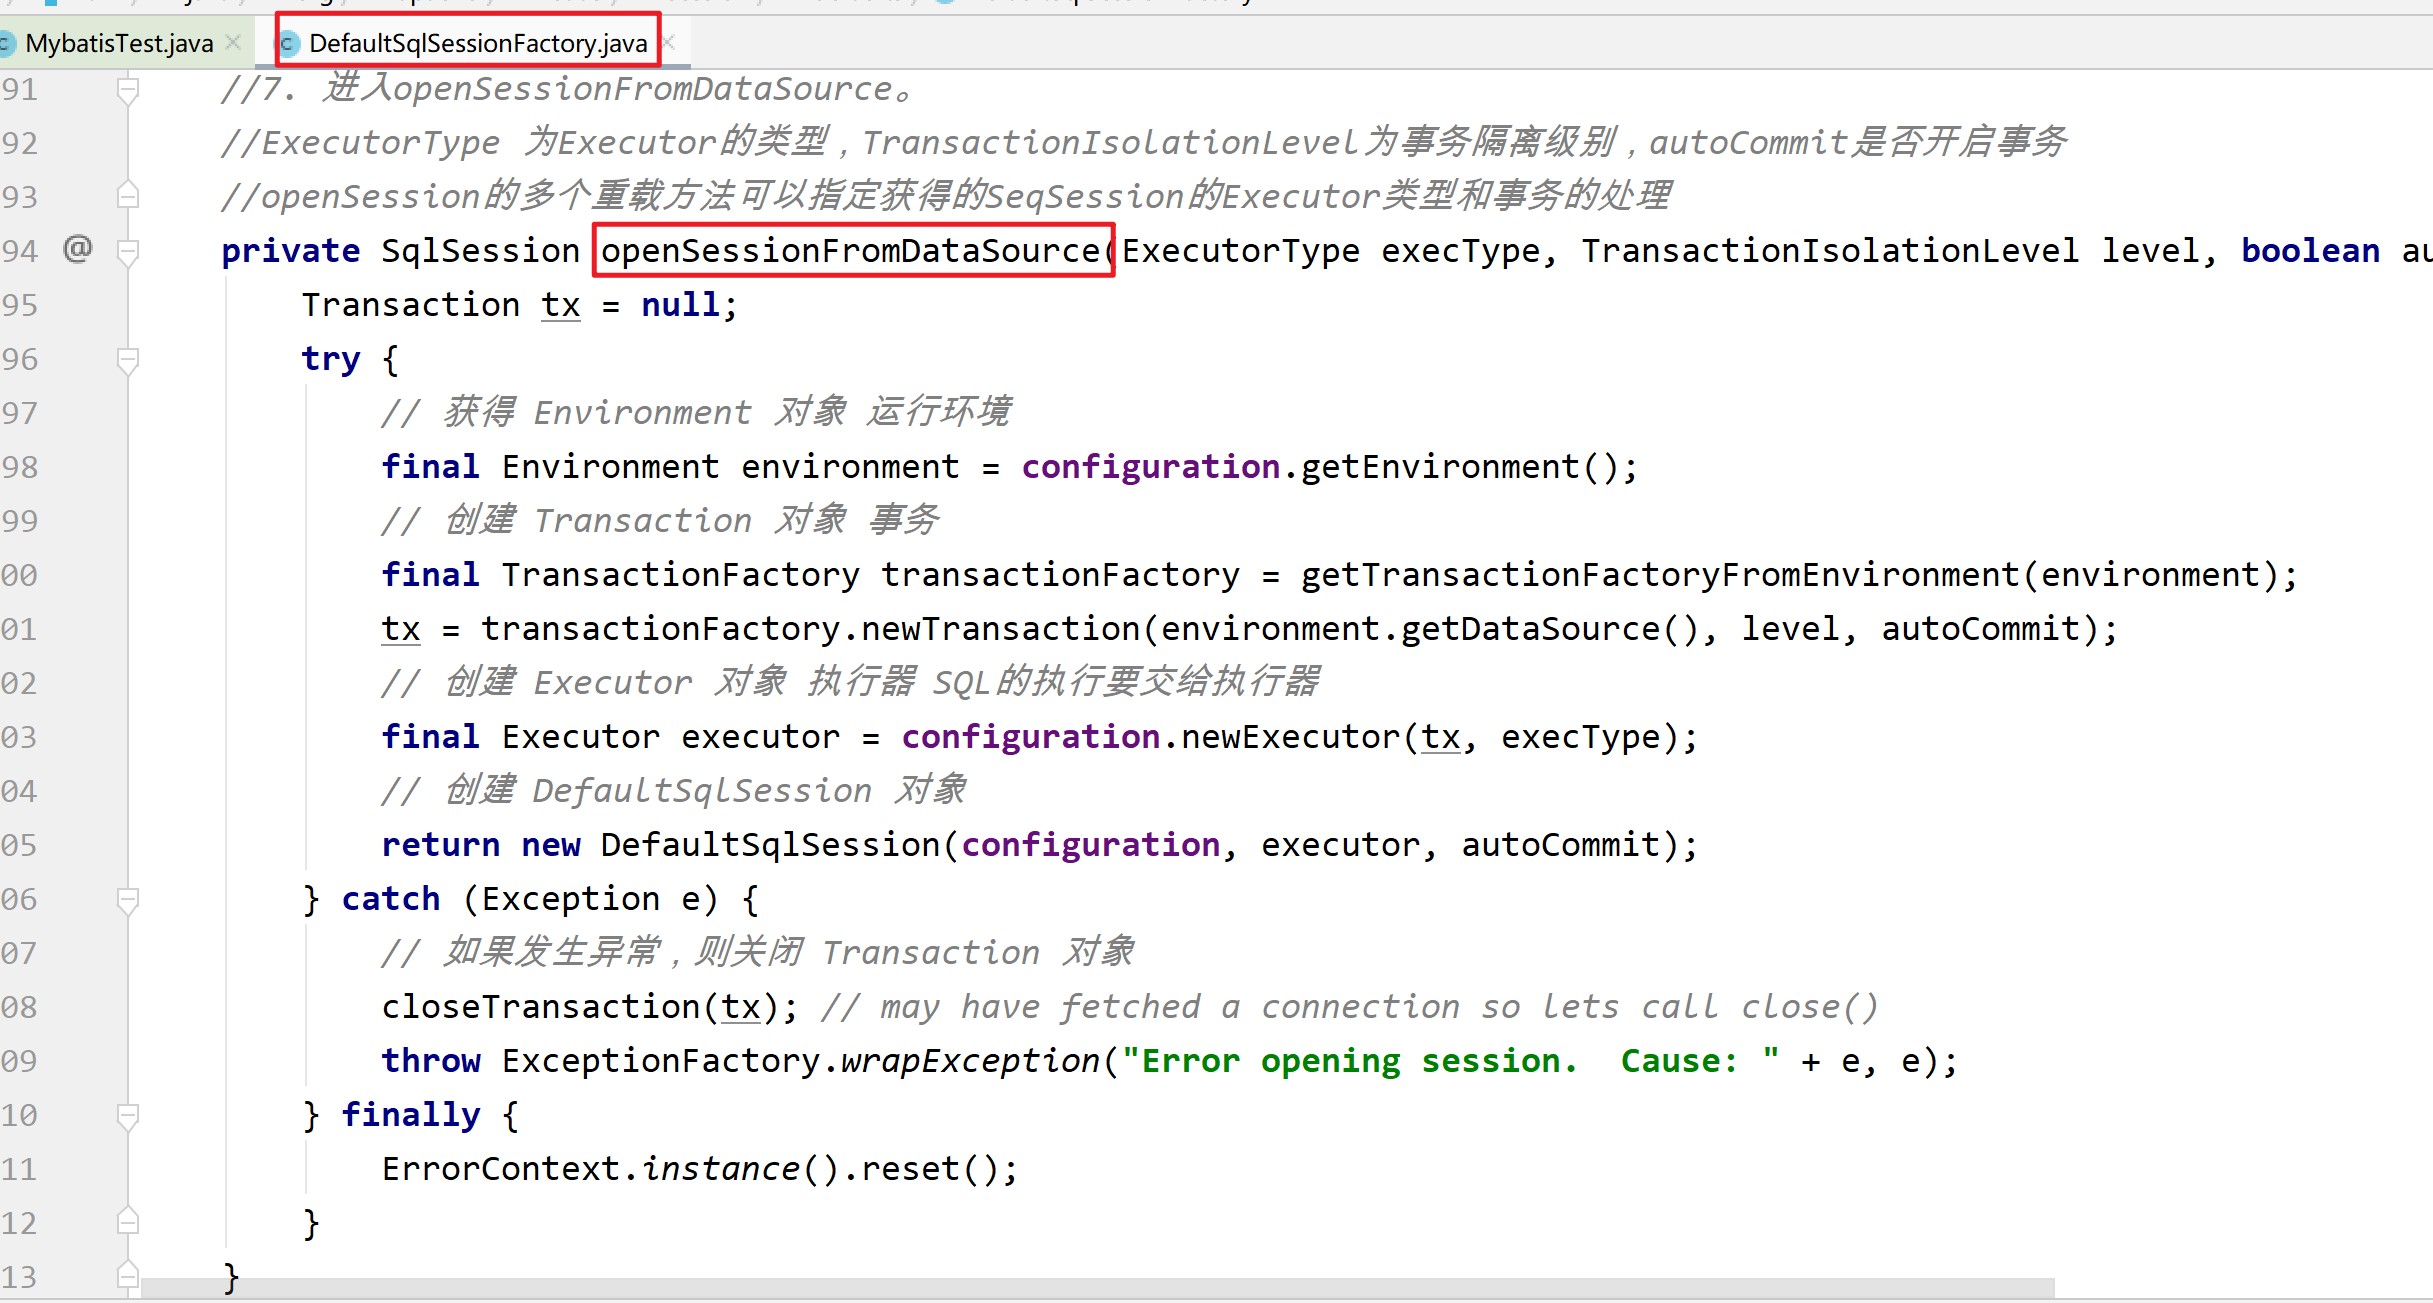 MybatisTest.java DefaultSqlSessionFactory.java
91 //7. 进入openSessionFromDataSource。
92 //ExecutorType 为Executor的类型，TransactionIsolationLevel为事务隔离级别，autoCommit是否开启事务
93 //openSession的多个重载方法可以指定获得的SeqSession的Executor类型和事务的处理
94 @ private SqlSession openSessionFromDataSource(ExecutorType execType, TransactionIsolationLevel level, boolean au
95 Transaction tx = null;
96 try {
97 // 获得 Environment 对象 运行环境
98 final Environment environment = configuration.getEnvironment();
99 // 创建 Transaction 对象 事务
00 final TransactionFactory transactionFactory = getTransactionFactoryFromEnvironment(environment);
01 tx = transactionFactory.newTransaction(environment.getDataSource(), level, autoCommit);
02 // 创建 Executor 对象 执行器 SQL的执行要交给执行器
03 final Executor executor = configuration.newExecutor(tx, execType);
04 // 创建 DefaultSqlSession 对象
05 return new DefaultSqlSession(configuration, executor, autoCommit);
06 } catch (Exception e) {
07 // 如果发生异常，则关闭 Transaction 对象
08 closeTransaction(tx); // may have fetched a connection so lets call close()
09 throw ExceptionFactory.wrapException("Error opening session.  Cause: " + e, e);
10 } finally {
11 ErrorContext.instance().reset();
12 }
13 }